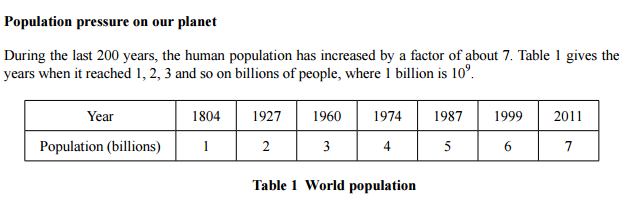 Population pressure on our planet
During the last 200 years, the human population has increased by a factor of about 7. Table 1 gives the
years when it reached 1, 2, 3 and so on billions of people, where 1 billion is 10⁹.
Year 1804 1927 1960 1974 1987 1999 2011
Population (billions) 1 2 3 4 5 6 7
Table 1 World population